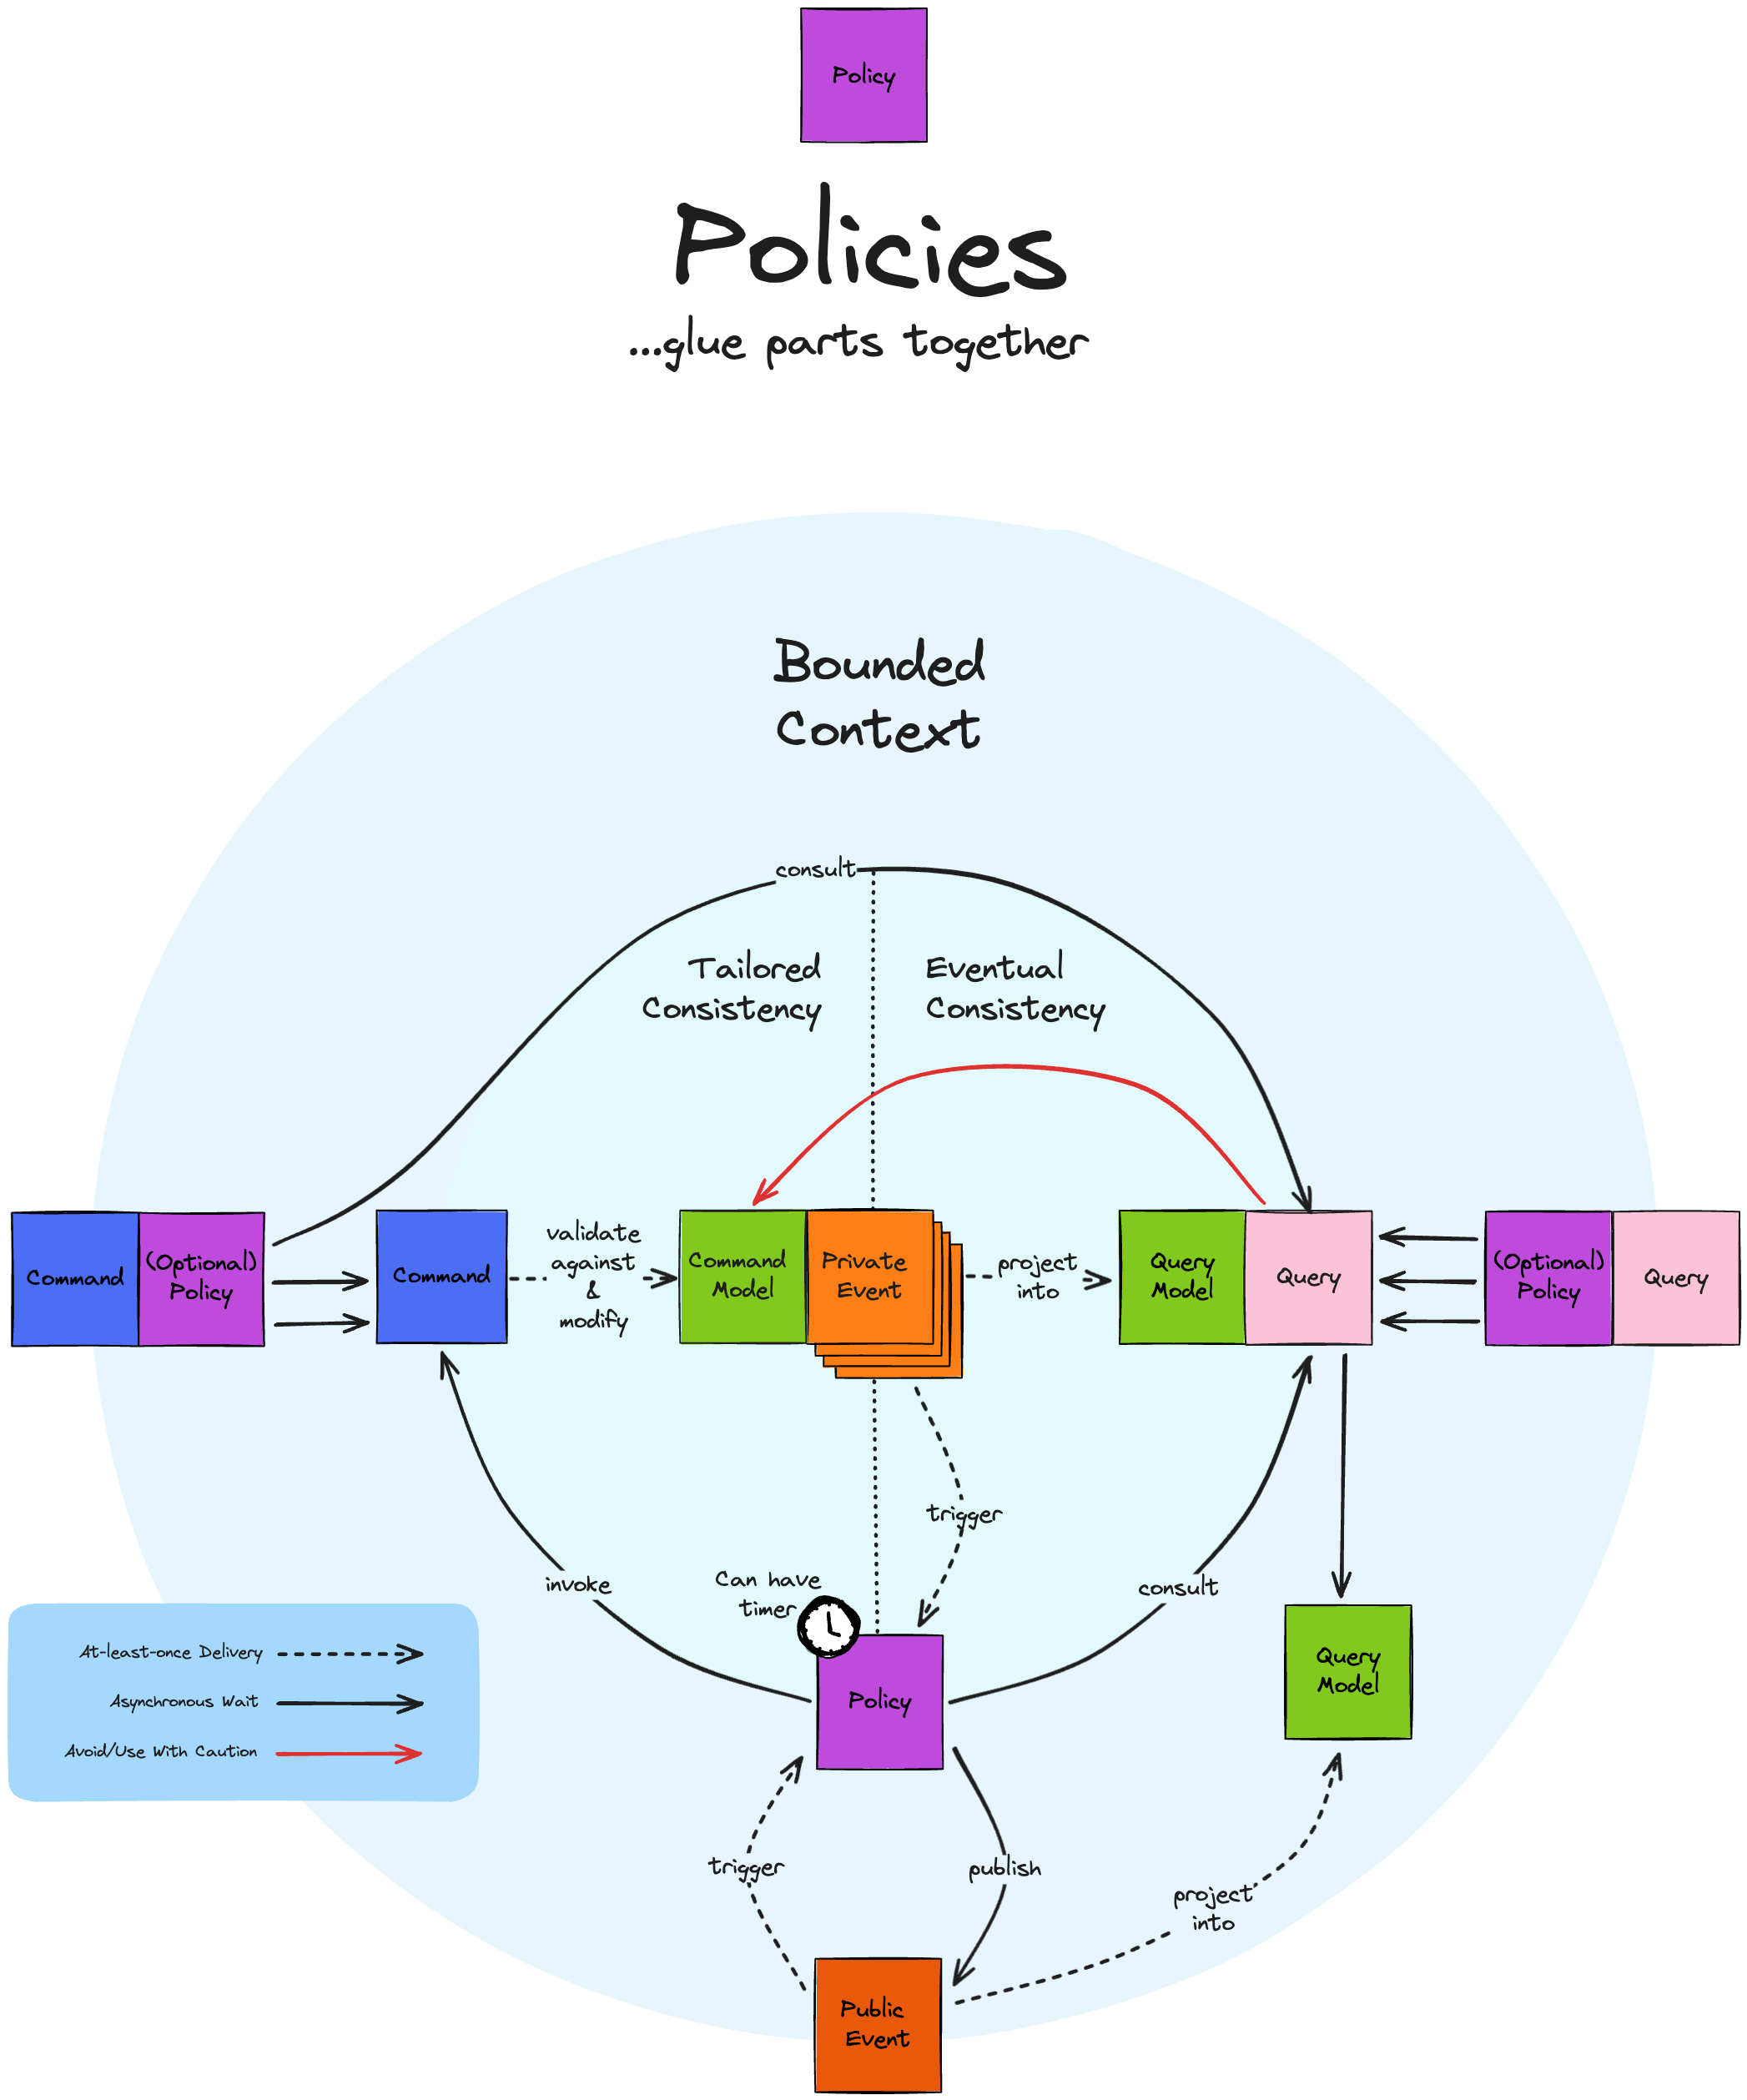 Policy
Policies
...glue parts together
Bounded
Context
consult
Tailored
Consistency
Eventual
Consistency
Command
(Optional)
Policy
Command
validate
against
&
modify
Command
Model
Private
Event
project
into
Query
Model
Query
(Optional)
Policy
Query
trigger
invoke
Can have
timer
consult
Policy
Query
Model
At-least-once Delivery
Asynchronous Wait
Avoid/Use With Caution
trigger
publish
project
into
Public
Event